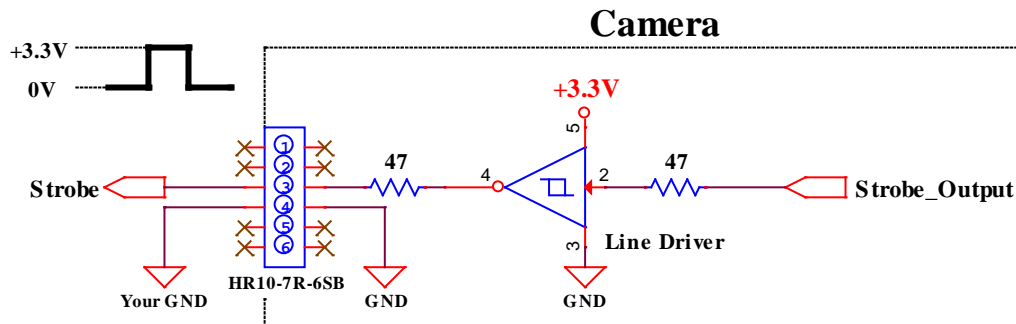 Camera
+3.3V
0V
+3.3V
5
1
2
3
4
5
6
47
4
2
47
Strobe
Strobe_Output
3
Line Driver
HR10-7R-6SB
Your GND
GND
GND